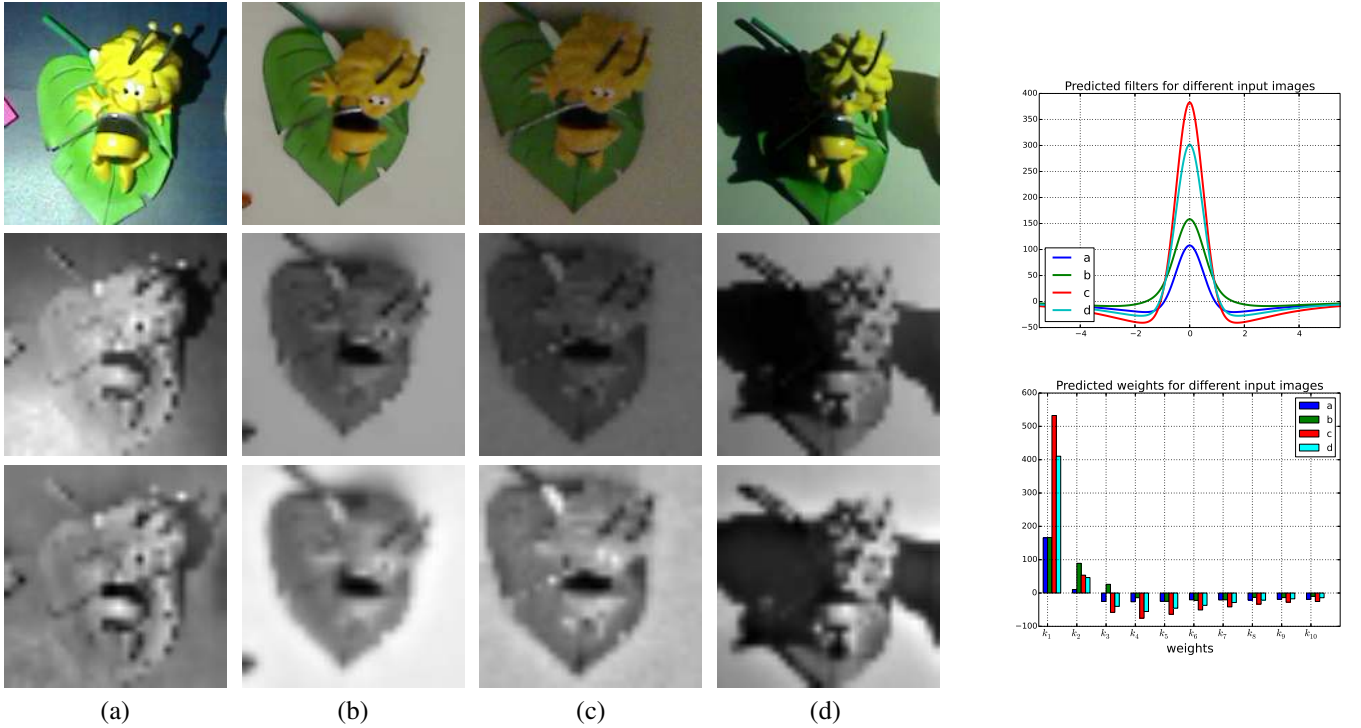 Predicted filters for different input images
400
350
300
250
200
150
100
50
0
−50
−4
−2
0
2
4
a
b
c
d
Predicted weights for different input images
600
500
400
300
200
100
0
−100
k1 k2 k3 k4 k5 k6 k7 k8 k9 k10
weights
a
b
c
d
(a) (b) (c) (d)